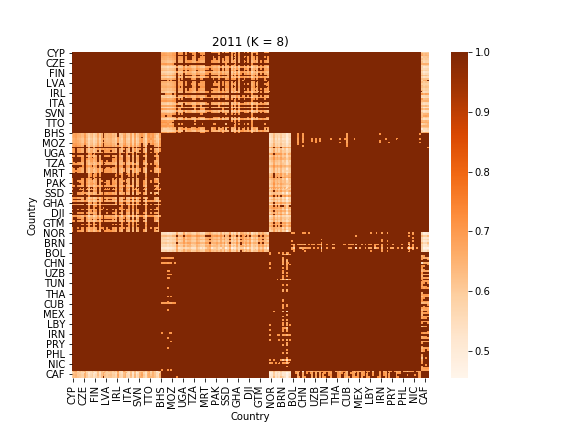 2011 (K = 8)
CYP
CZE
FIN
LVA
IRL
ITA
SVN
TTO
BHS
MOZ
UGA
TZA
MRT
PAK
SSD
GHA
DJI
GTM
NOR
BRN
BOL
CHN
UZB
TUN
THA
CUB
MEX
LBY
IRN
PRY
PHL
NIC
CAF
Country
CYP CZE FIN LVA IRL ITA SVN TTO BHS MOZ UGA TZA MRT PAK SSD GHA DJI GTM NOR BRN BOL CHN UZB TUN THA CUB MEX LBY IRN PRY PHL NIC CAF
Country
1.0
0.9
0.8
0.7
0.6
0.5